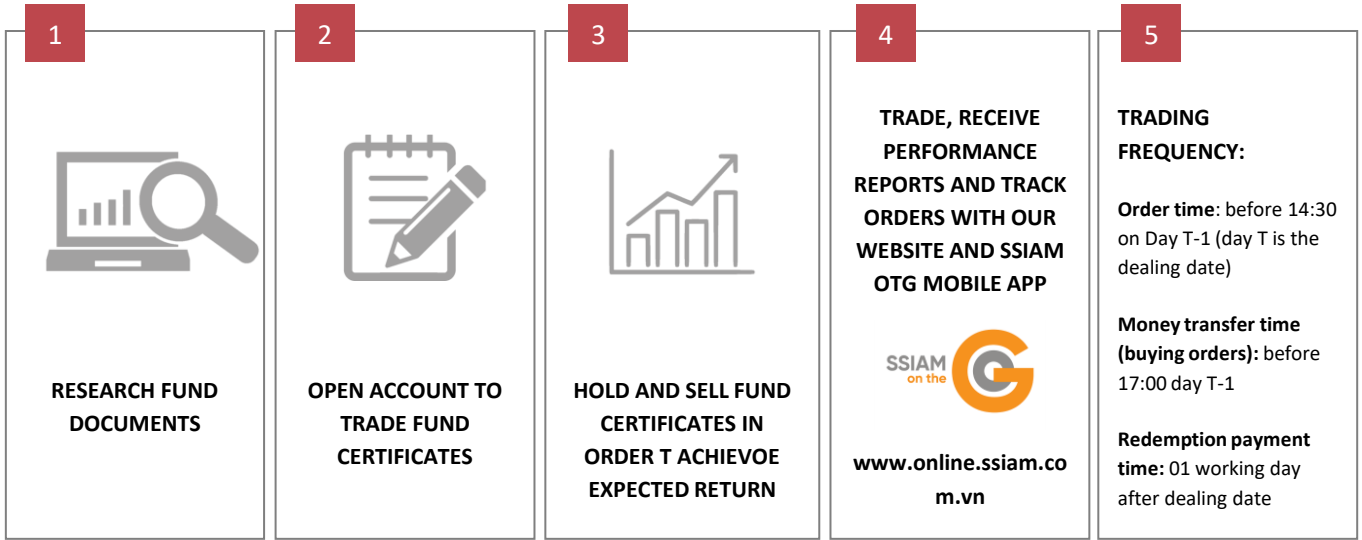 1
RESEARCH FUND
DOCUMENTS
2
OPEN ACCOUNT TO
TRADE FUND
CERTIFICATES
3
HOLD AND SELL FUND
CERTIFICATES IN
ORDER T ACHIEVOE
EXPECTED RETURN
4
TRADE, RECEIVE
PERFORMANCE
REPORTS AND TRACK
ORDERS WITH OUR
WEBSITE AND SSIAM
OTG MOBILE APP
SSIAM
on the
G
www.online.ssiam.co
m.vn
5
TRADING
FREQUENCY:
Order time: before 14:30
on Day T-1 (day T is the
dealing date)
Money transfer time
(buying orders): before
17:00 day T-1
Redemption payment
time: 01 working day
after dealing date